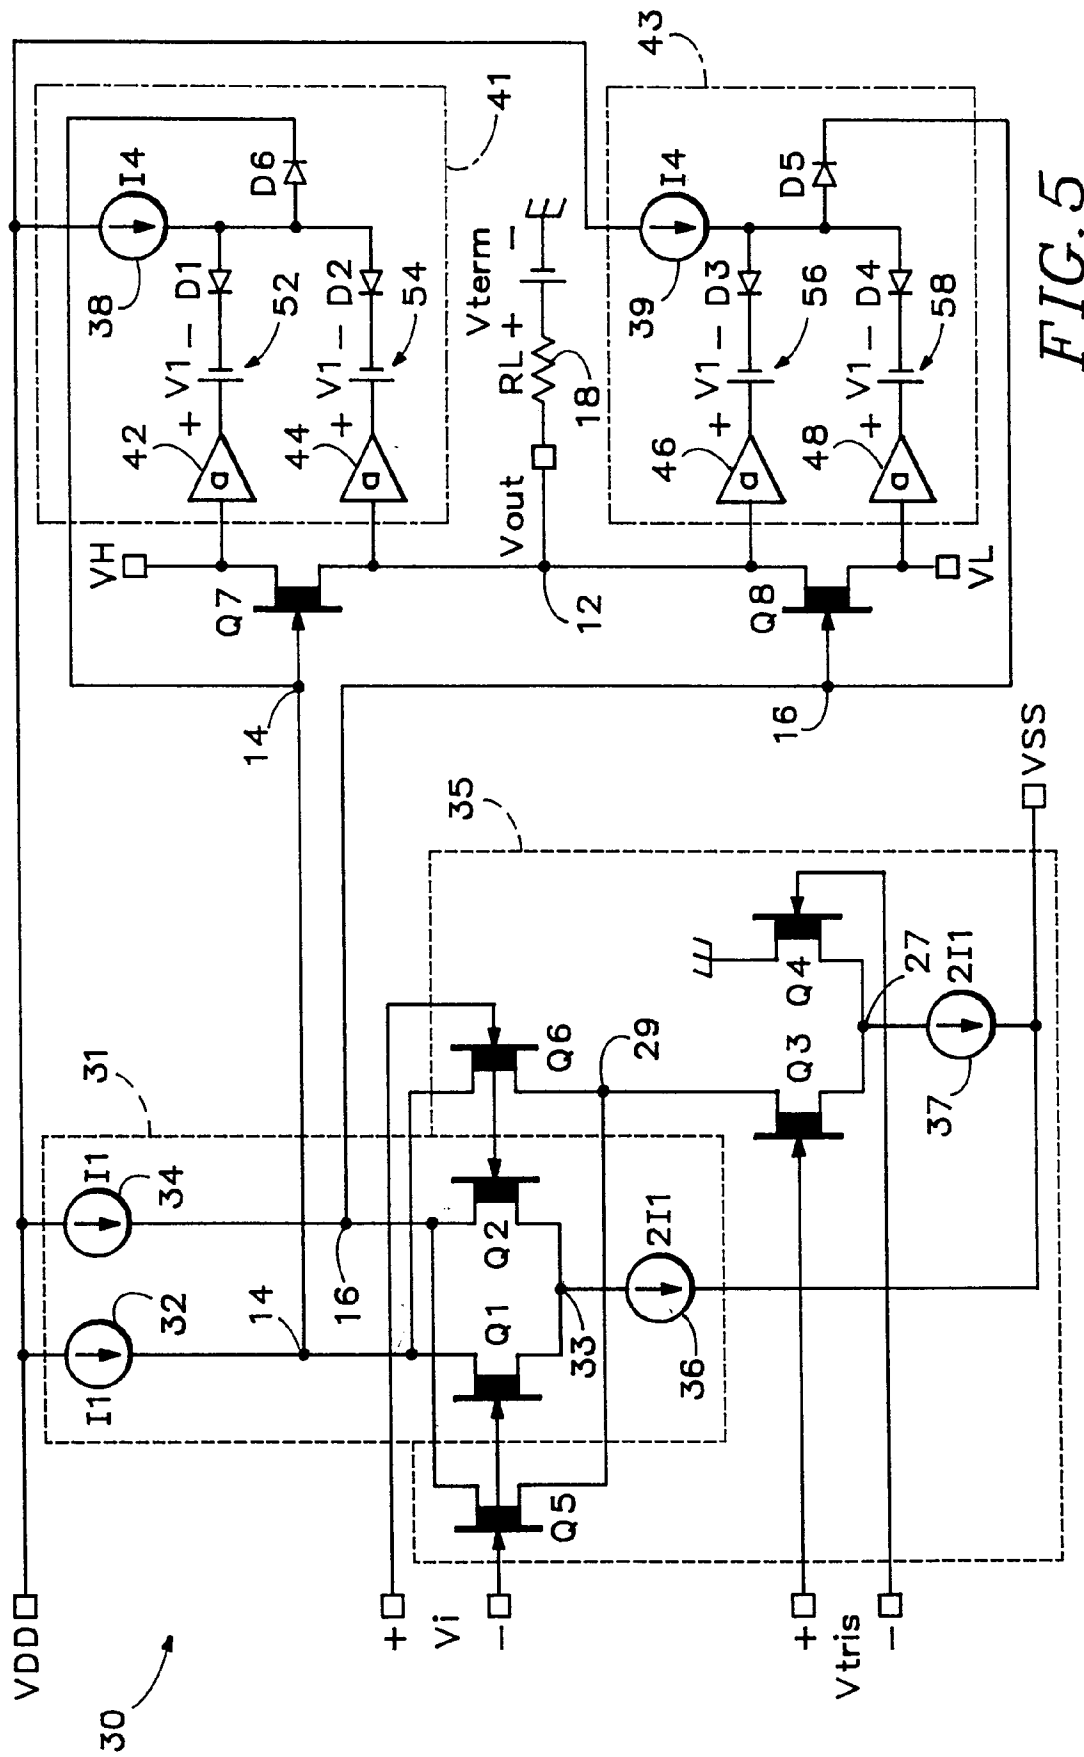 30
VDD
I1
32
I1
34
31
14
16
+
Vi
-
Q5
Q1
Q2
Q6
33
36
2I1
29
35
+
Vtris
-
Q3
Q4
27
37
2I1
VSS
14
16
VH
Q7
42
a
+ V1 -
52
D1
38
I4
D6
41
44
a
+ V1 -
54
D2
12
Vout
RL
18
+
Vterm
-
Q8
VL
46
a
+ V1 -
56
D3
39
I4
D5
43
48
a
+ V1 -
58
D4
FIG. 5